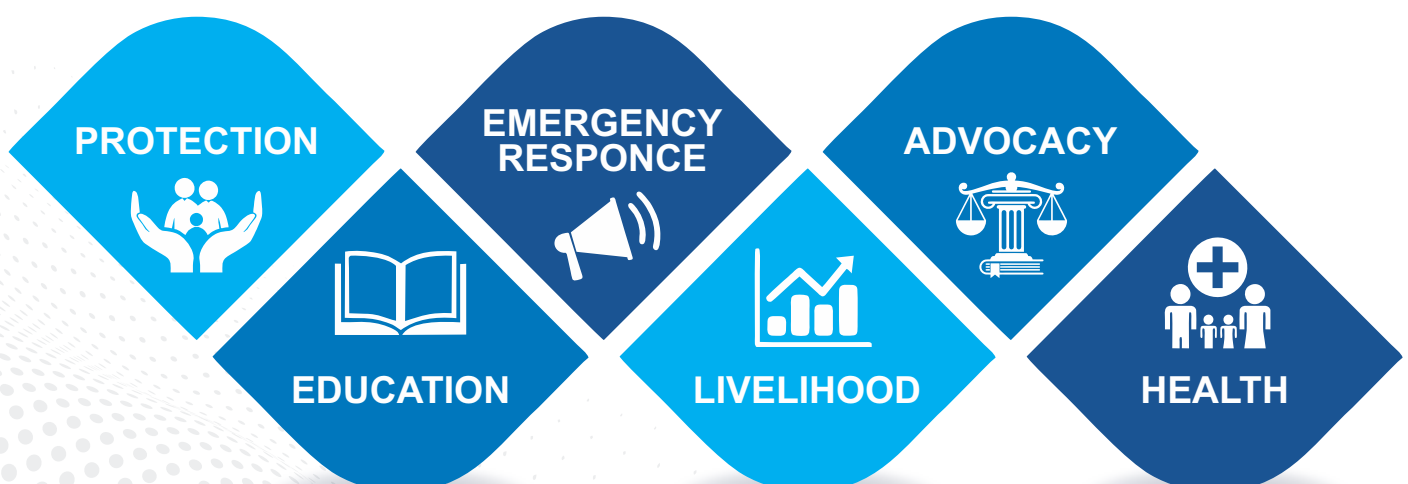 PROTECTION
EMERGENCY
RESPONCE
ADVOCACY
EDUCATION
LIVELIHOOD
HEALTH